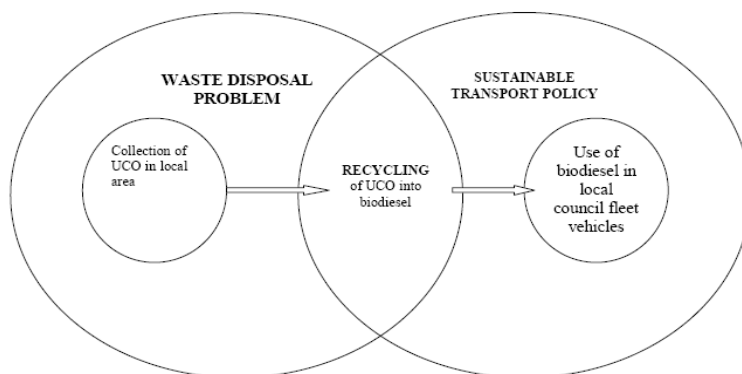 WASTE DISPOSAL
PROBLEM
SUSTAINABLE
TRANSPORT POLICY
Collection of
UCO in local
area
RECYCLING
of UCO into
biodiesel
Use of
biodiesel in
local
council fleet
vehicles